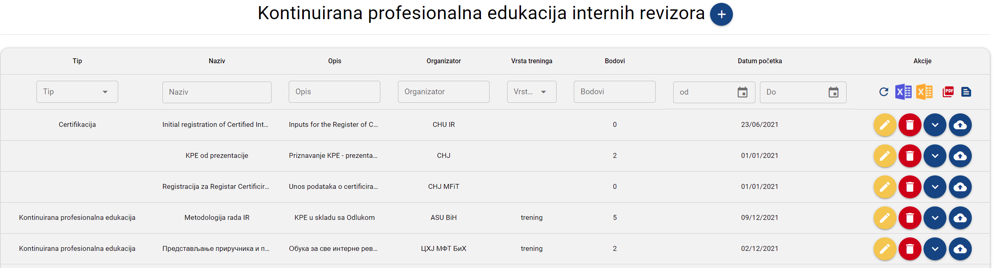 Kontinuirana profesionalna edukacija internih revizora
Tip Naziv Opis Organizator Vrsta treninga Bodovi Datum početka Akcije
Tip Naziv Opis Organizator Vrst... Bodovi od Do PDF
Certifikacija Initial registration of Certified Int... Inputs for the Register of C... CHU IR 0 23/06/2021
KPE od prezentacije Priznavanje KPE - prezenta... CHJ 2 01/01/2021
Registracija za Registar Certificir... Unos podataka o certificira... CHJ MFiT 0 01/01/2021
Kontinuirana profesionalna edukacija Metodologija rada IR KPE u skladu sa Odlukom ASU BiH trening 5 09/12/2021
Kontinuirana profesionalna edukacija Представљање приручника и п... Обука за све интерне рев... ЦХЈ МФТ БиХ trening 2 02/12/2021